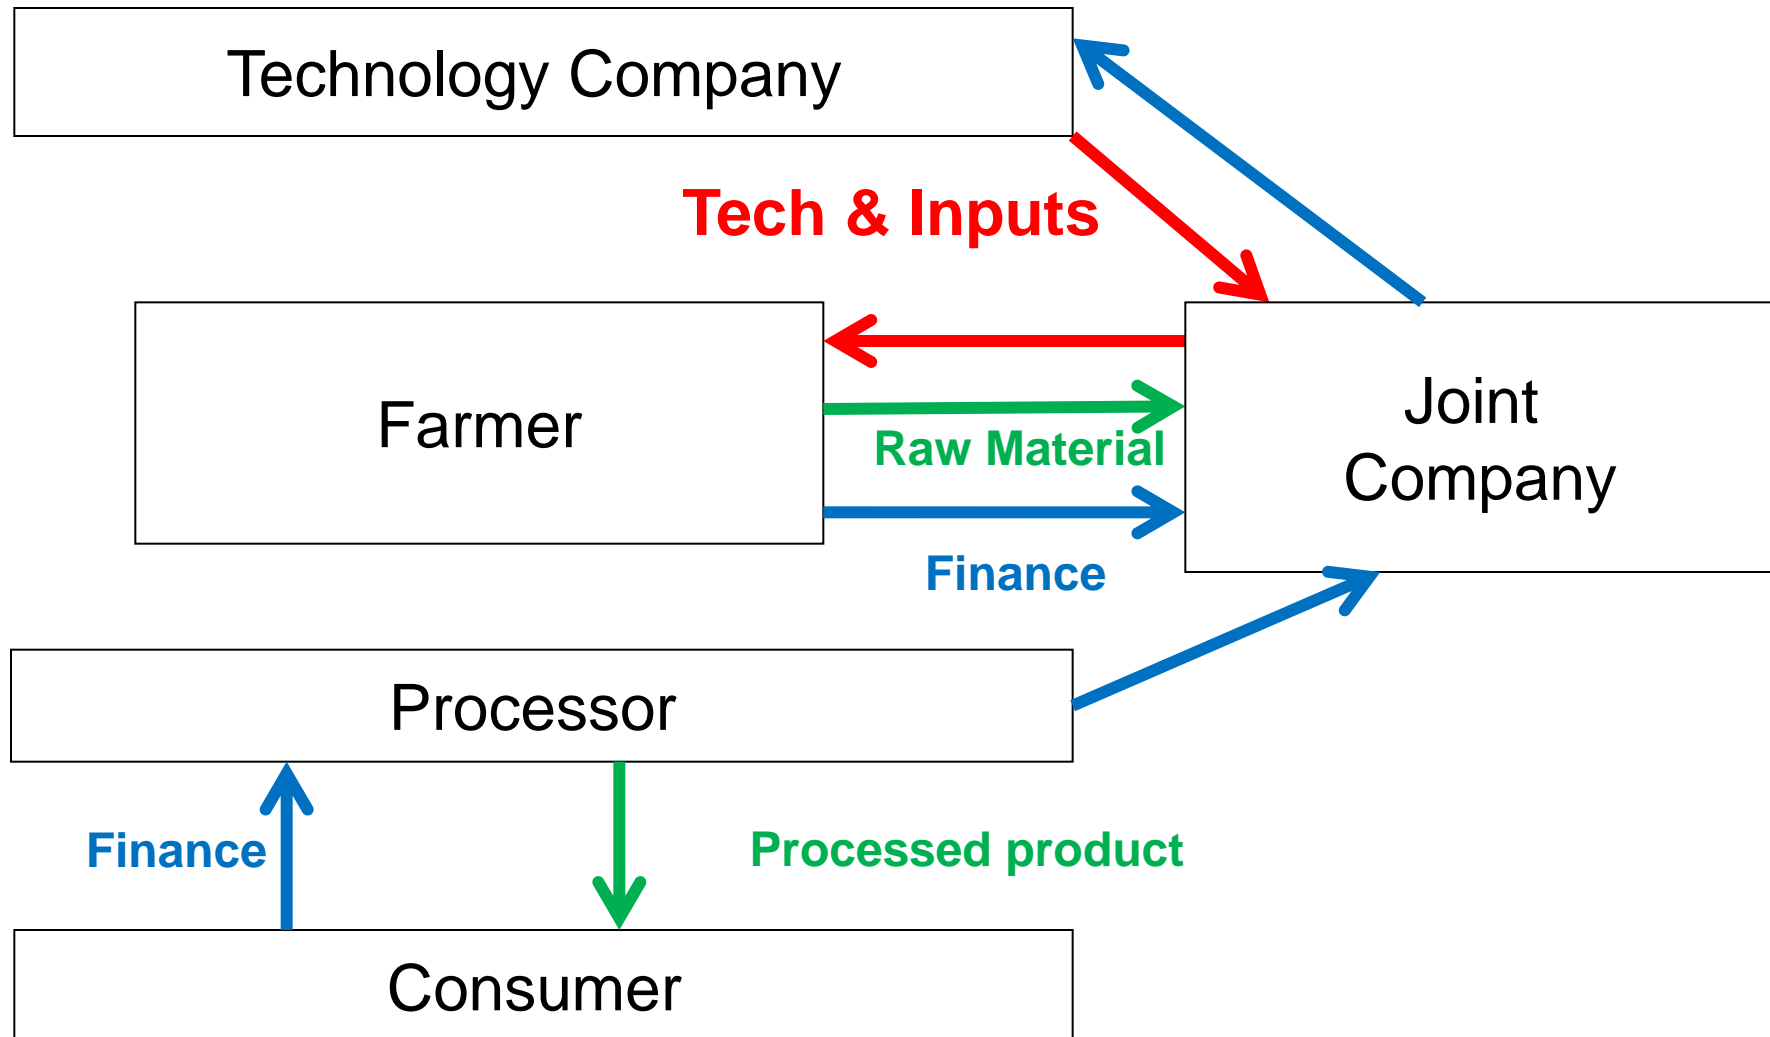 Technology Company
Tech & Inputs
Farmer
Raw Material
Finance
Joint
Company
Processor
Finance
Processed product
Consumer